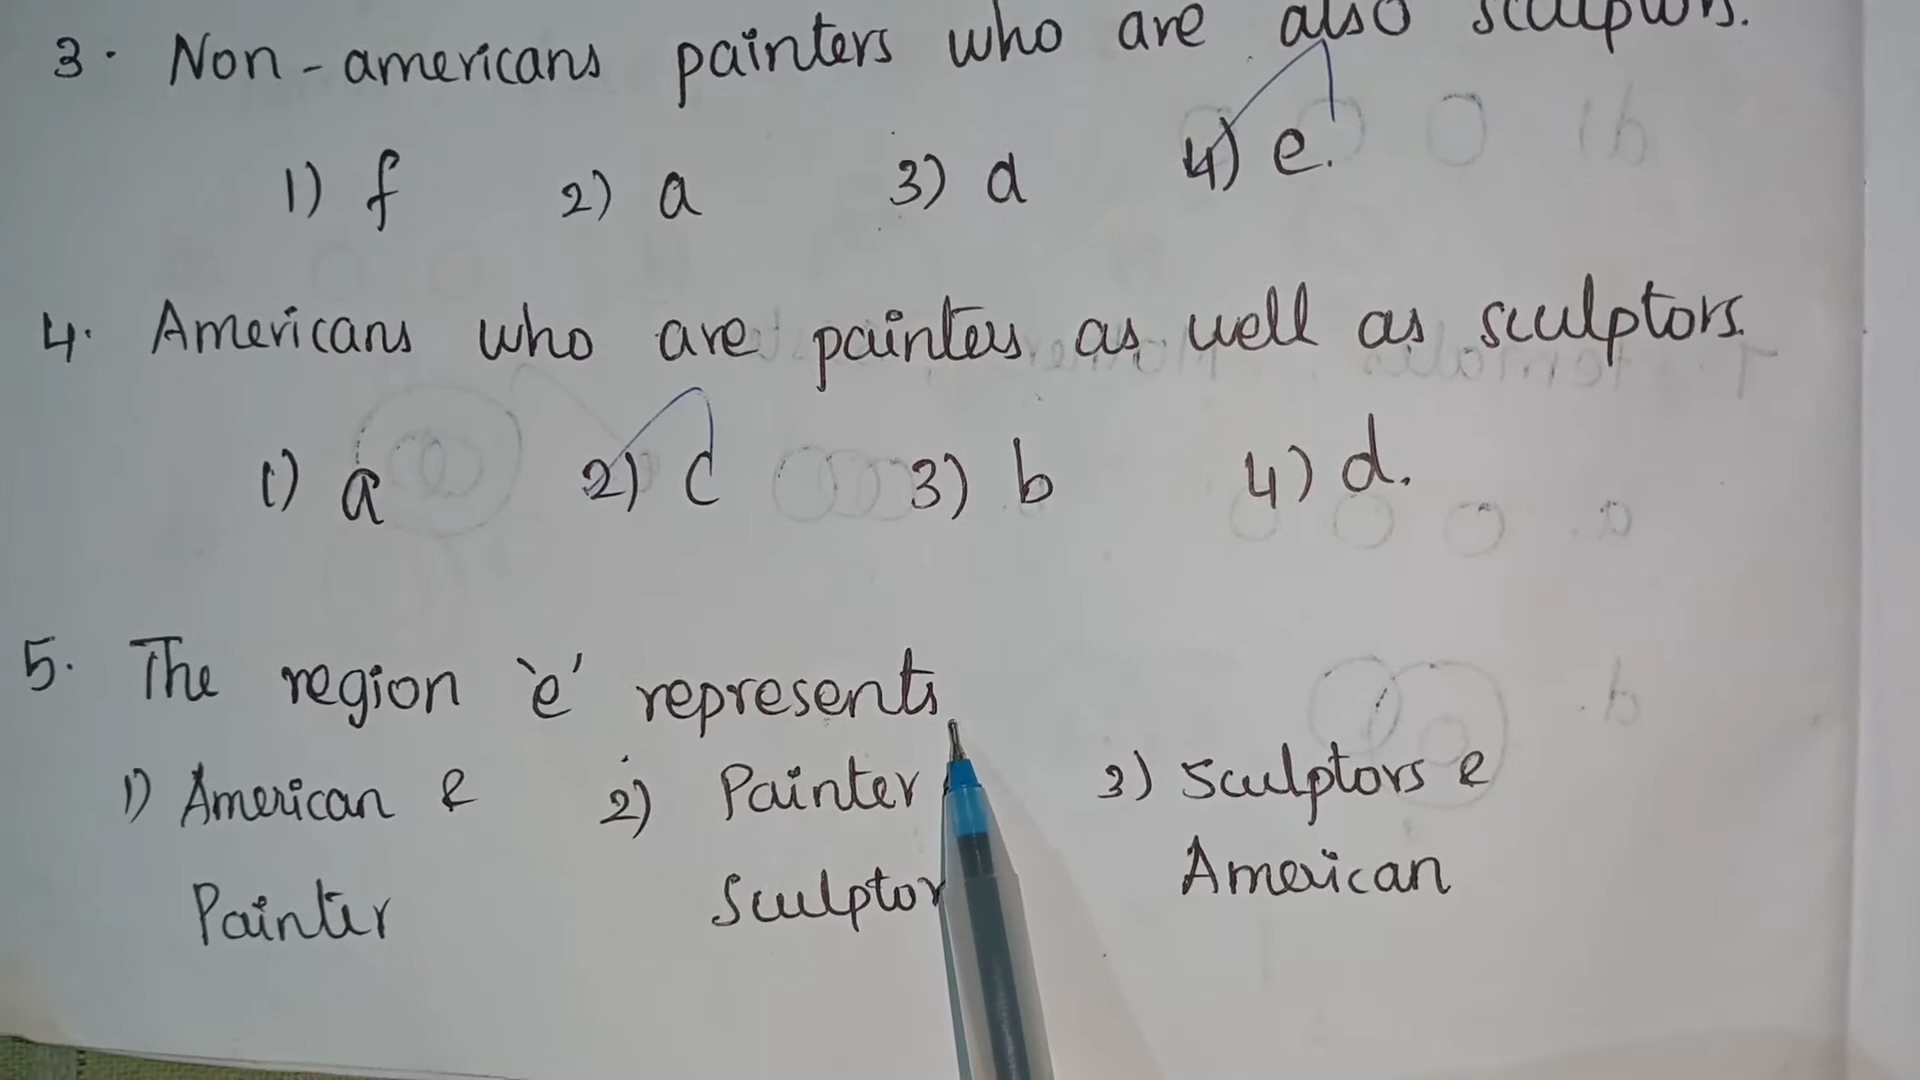 3. Non-americans painters who are also sculptors.
1) f 2) a 3) d 4) e.
4. Americans who are painters as well as sculptors.
1) a 2) c 3) b 4) d.
5. The region 'e' represents
1) American & 2) Painter 3) Sculptors &
Painter Sculptor American